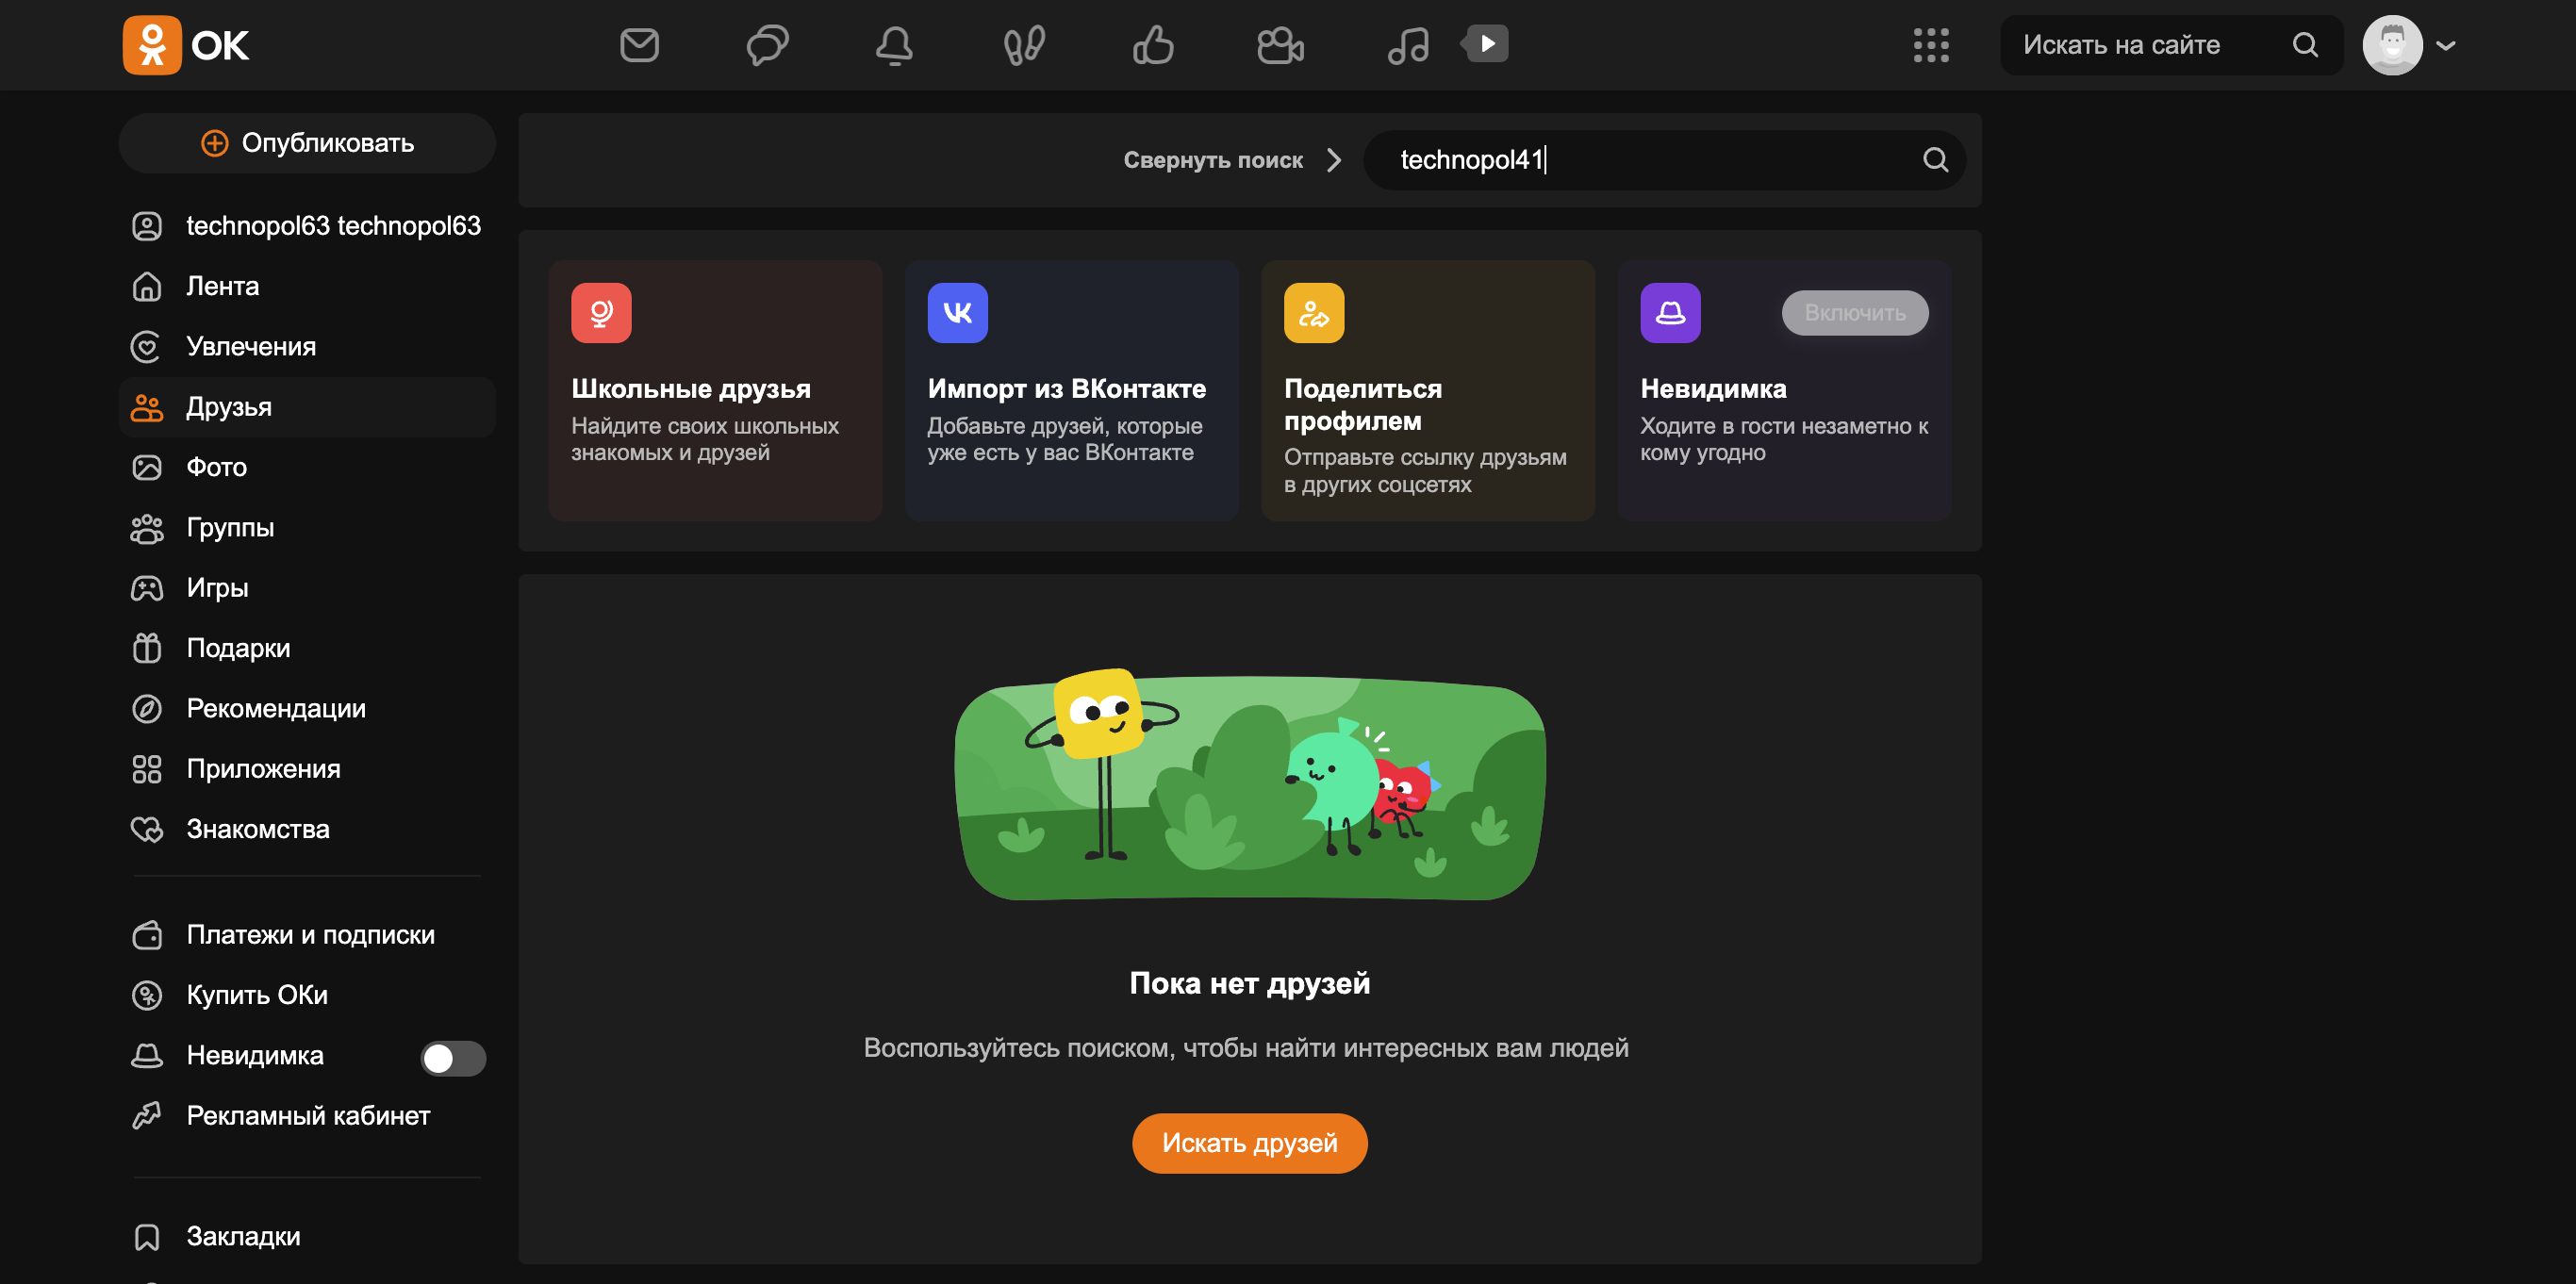 ОК
Искать на сайте
Опубликовать
technopol63 technopol63
Лента
Увлечения
Друзья
Фото
Группы
Игры
Подарки
Рекомендации
Приложения
Знакомства
Платежи и подписки
Купить ОКи
Невидимка
Рекламный кабинет
Закладки
Свернуть поиск
technopol41
Школьные друзья
Найдите своих школьных
знакомых и друзей
Импорт из ВКонтакте
Добавьте друзей, которые
уже есть у вас ВКонтакте
Поделиться
профилем
Отправьте ссылку друзьям
в других соцсетях
Включить
Невидимка
Ходите в гости незаметно к
кому угодно
Пока нет друзей
Воспользуйтесь поиском, чтобы найти интересных вам людей
Искать друзей